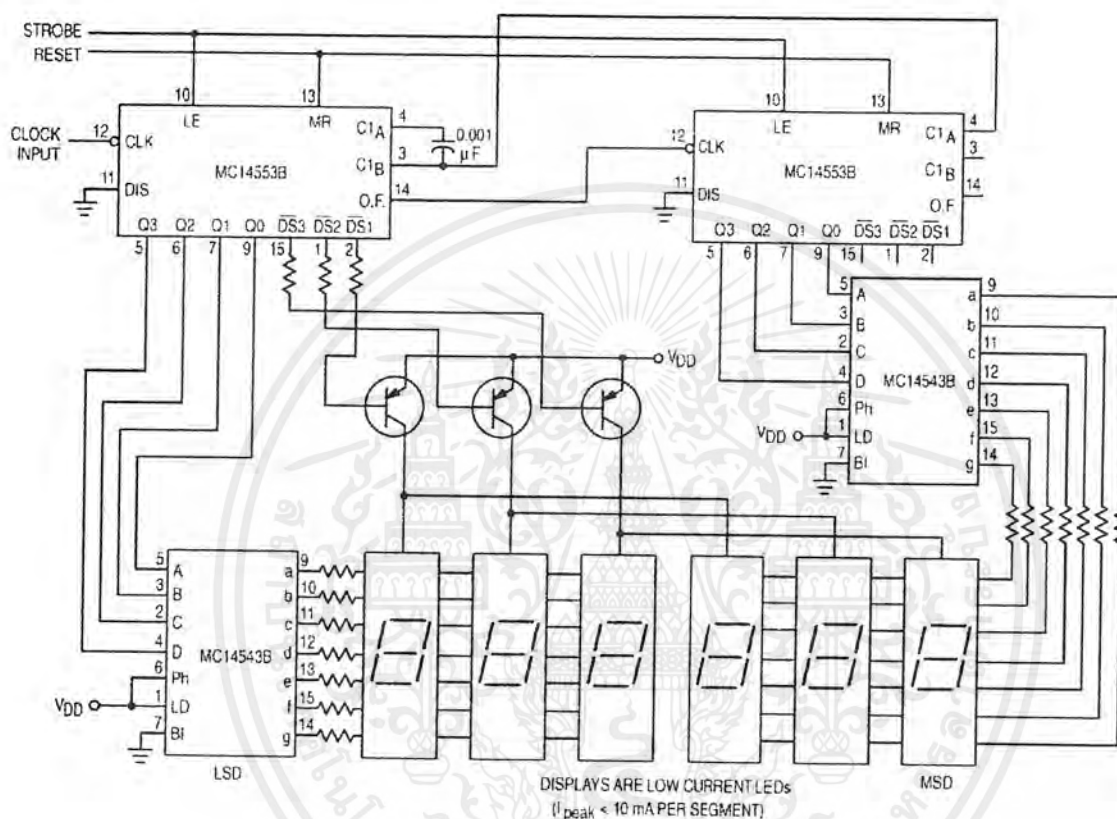 STROBE
RESET
10 13
LE MR
C1A 4
0.001
µF
C1B 3
O.F. 14
CLOCK
INPUT
12 CLK
11 DIS
MC14553B
Q3 Q2 Q1 Q0 DS3 DS2 DS1
5 6 7 9 15 1 2
10 13
LE MR
C1A 4
C1B 3
O.F. 14
12 CLK
11 DIS
MC14553B
Q3 Q2 Q1 Q0 DS3 DS2 DS1
5 6 7 9 15 1 2
VDD
5 A
3 B
2 C
4 D
6 Ph
1 LD
7 BI
MC14543B
a 9
b 10
c 11
d 12
e 13
f 15
g 14
VDD
5 A
3 B
2 C
4 D
6 Ph
1 LD
7 BI
MC14543B
a 9
b 10
c 11
d 12
e 13
f 15
g 14
VDD
LSD
MSD
DISPLAYS ARE LOW CURRENT LEDs
(Ipeak < 10 mA PER SEGMENT)